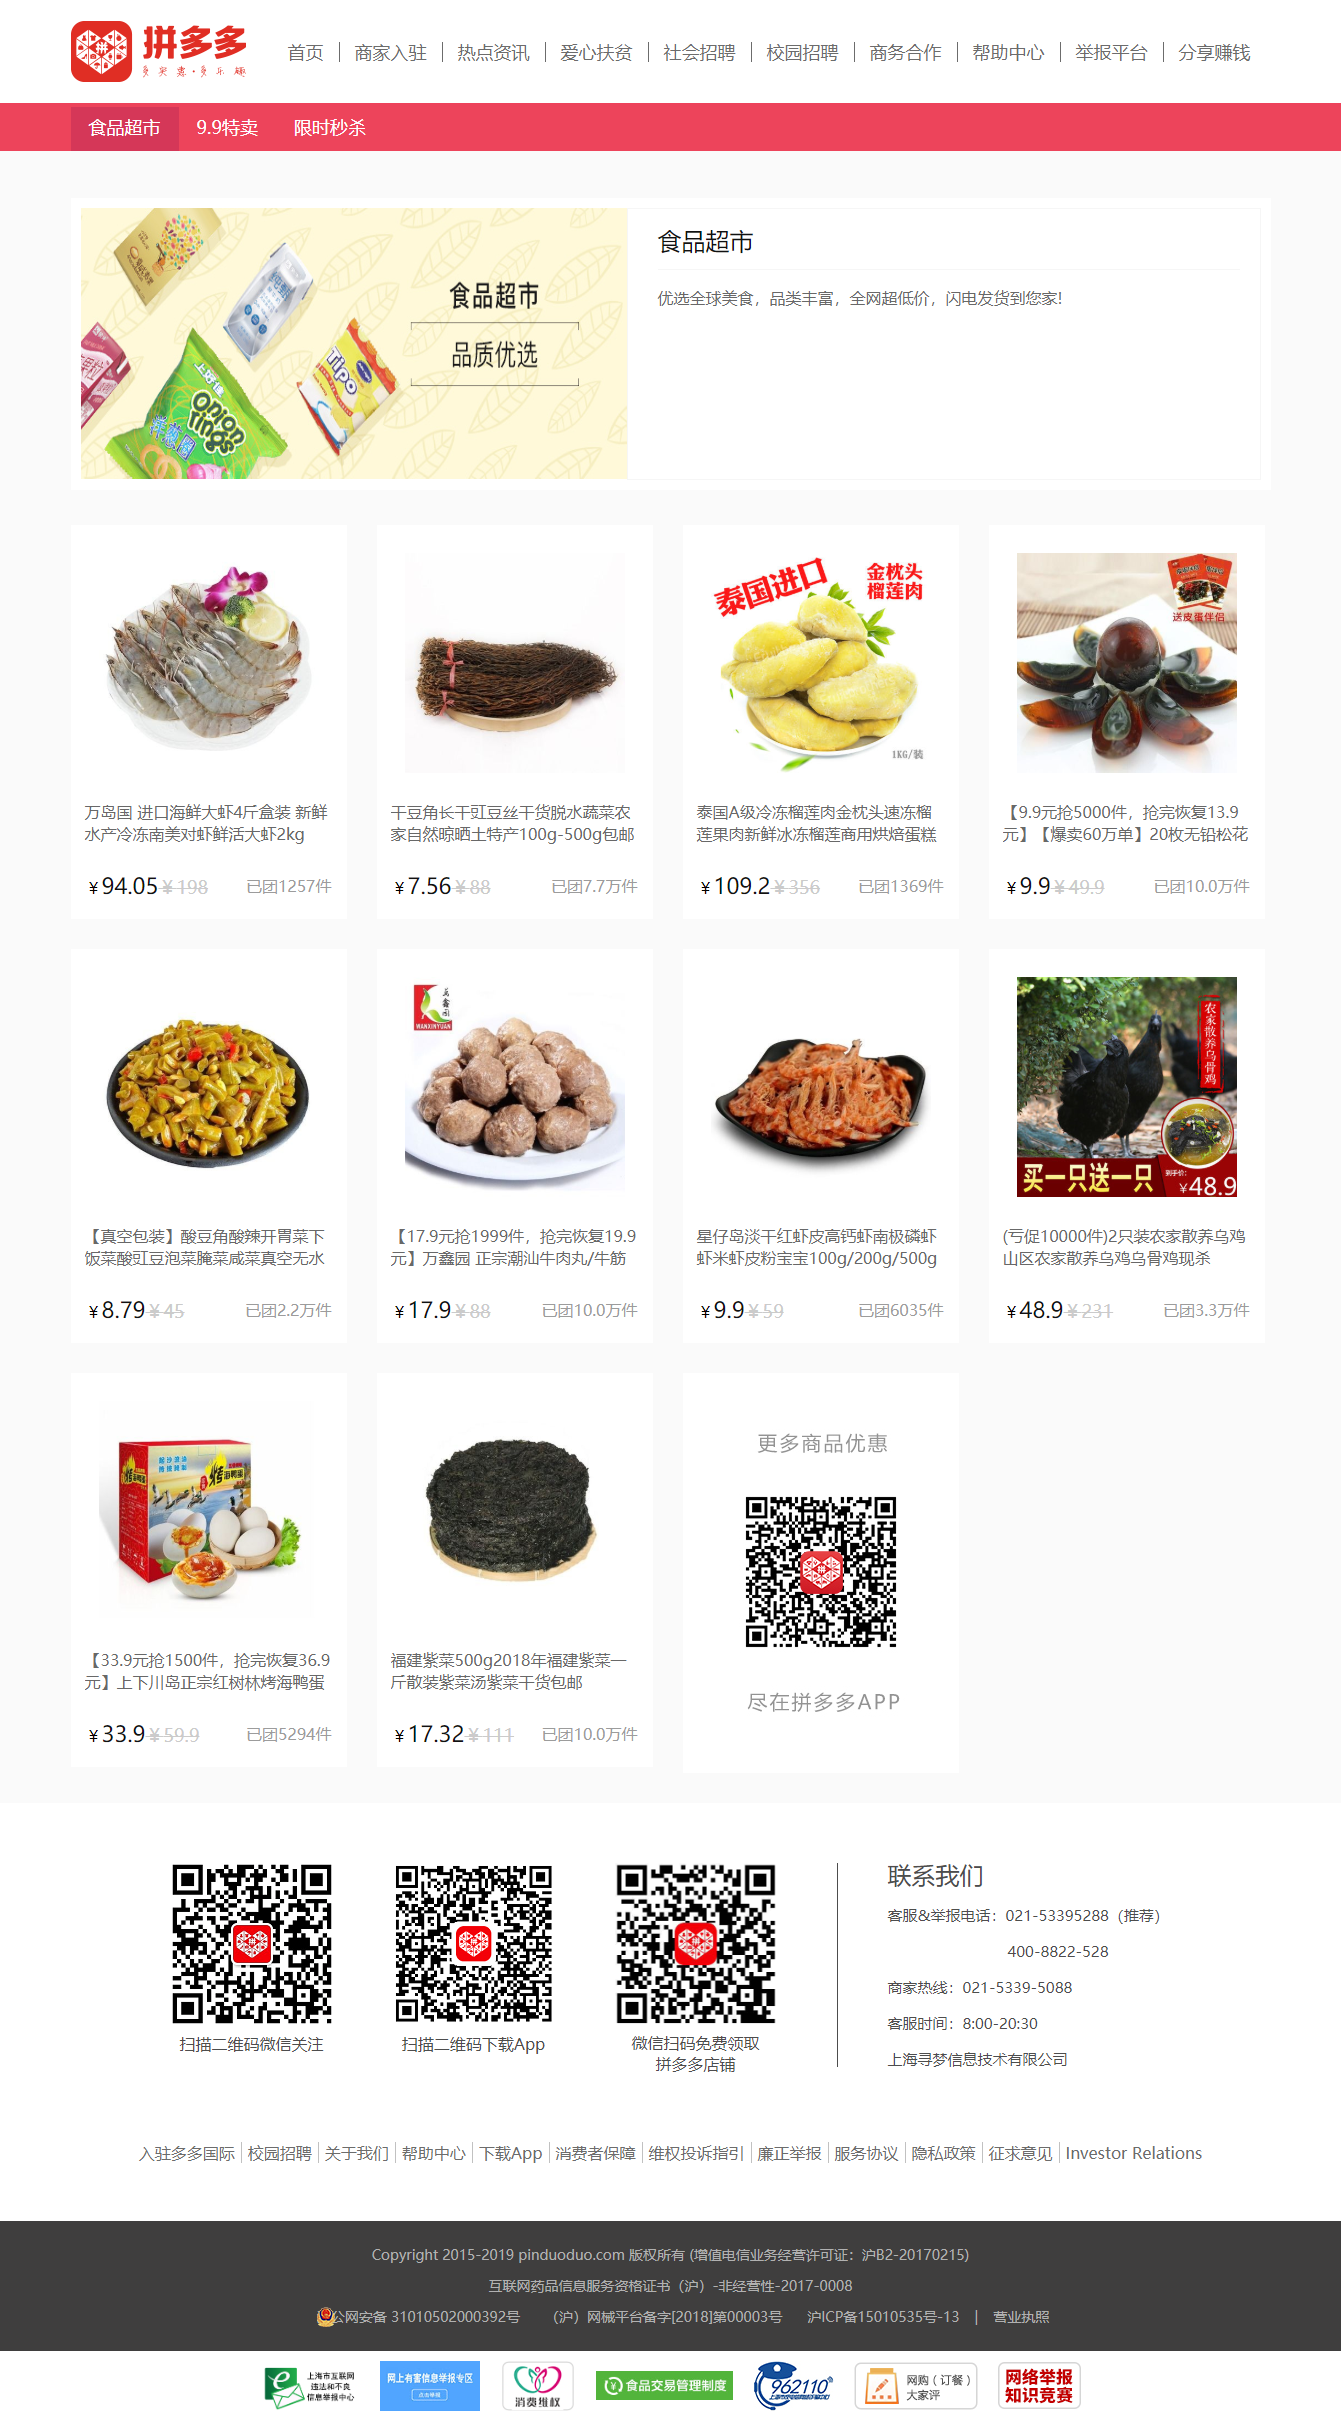 拼多多
多实惠·多乐趣
首页 商家入驻 热点资讯 爱心扶贫 社会招聘 校园招聘 商务合作 帮助中心 举报平台 分享赚钱
食品超市 9.9特卖 限时秒杀
食品超市
品质优选
上好佳
Onion Rings
洋葱圈
Tipo
食品超市
优选全球美食，品类丰富，全网超低价，闪电发货到您家!
泰国进口
金枕头
榴莲肉
1KG/装
送皮蛋伴侣
万岛国 进口海鲜大虾4斤盒装 新鲜
水产冷冻南美对虾鲜活大虾2kg
¥94.05 ¥198 已团1257件
干豆角长干豇豆丝干货脱水蔬菜农
家自然晾晒土特产100g-500g包邮
¥7.56 ¥88 已团7.7万件
泰国A级冷冻榴莲肉金枕头速冻榴
莲果肉新鲜冰冻榴莲商用烘焙蛋糕
¥109.2 ¥356 已团1369件
【9.9元抢5000件，抢完恢复13.9
元】【爆卖60万单】20枚无铅松花
¥9.9 ¥49.9 已团10.0万件
万鑫园
WANXINYUAN
农家散养乌骨鸡
买一只送一只
到手价:
¥48.9
【真空包装】酸豆角酸辣开胃菜下
饭菜酸豇豆泡菜腌菜咸菜真空无水
¥8.79 ¥45 已团2.2万件
【17.9元抢1999件，抢完恢复19.9
元】万鑫园 正宗潮汕牛肉丸/牛筋
¥17.9 ¥88 已团10.0万件
星仔岛淡干红虾皮高钙虾南极磷虾
虾米虾皮粉宝宝100g/200g/500g
¥9.9 ¥59 已团6035件
(亏促10000件)2只装农家散养乌鸡
山区农家散养乌鸡乌骨鸡现杀
¥48.9 ¥231 已团3.3万件
烤海鸭蛋
【33.9元抢1500件，抢完恢复36.9
元】上下川岛正宗红树林烤海鸭蛋
¥33.9 ¥59.9 已团5294件
福建紫菜500g2018年福建紫菜一
斤散装紫菜汤紫菜干货包邮
¥17.32 ¥111 已团10.0万件
更多商品优惠
尽在拼多多APP
扫描二维码微信关注
扫描二维码下载App
微信扫码免费领取
拼多多店铺
联系我们
客服&举报电话：021-53395288（推荐）
400-8822-528
商家热线：021-5339-5088
客服时间：8:00-20:30
上海寻梦信息技术有限公司
入驻多多国际 校园招聘 关于我们 帮助中心 下载App 消费者保障 维权投诉指引 廉正举报 服务协议 隐私政策 征求意见 Investor Relations
Copyright 2015-2019 pinduoduo.com 版权所有 (增值电信业务经营许可证：沪B2-20170215)
互联网药品信息服务资格证书（沪）-非经营性-2017-0008
公网安备 31010502000392号 （沪）网械平台备字[2018]第00003号 沪ICP备15010535号-13 | 营业执照
上海市互联网
违法和不良
信息举报中心
网上有害信息举报专区
点击举报
消费维权
食品交易管理制度
962110
网购（订餐）
大家评
网络举报
知识竞赛